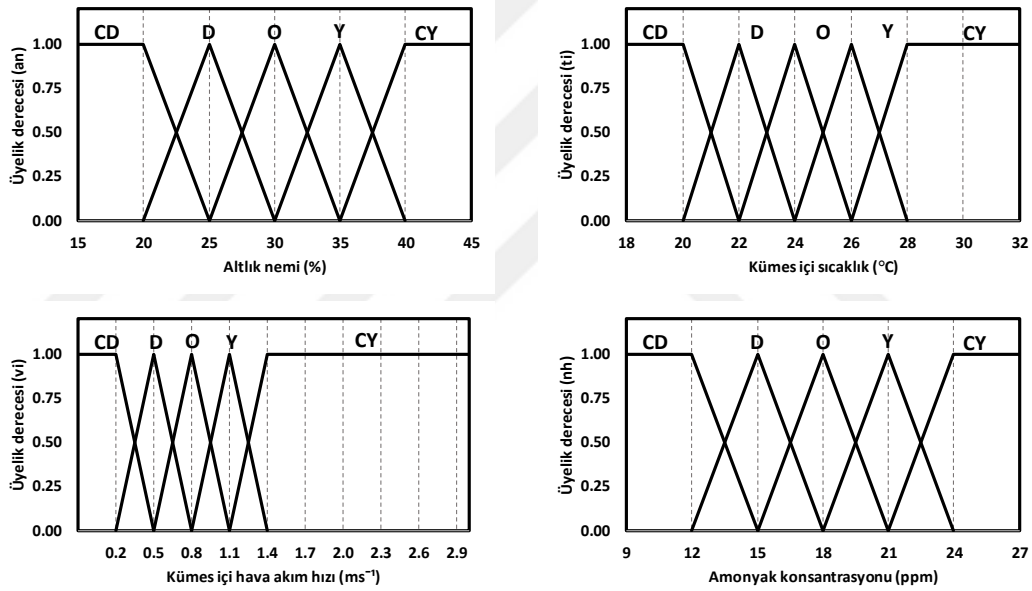 CD D O Y CY
1.00
0.75
0.50
0.25
0.00
15 20 25 30 35 40 45
Üyelik derecesi (an)
Altlık nemi (%)
CD D O Y CY
1.00
0.75
0.50
0.25
0.00
18 20 22 24 26 28 30 32
Üyelik derecesi (ti)
Kümes içi sıcaklık (°C)
CD D O Y CY
1.00
0.75
0.50
0.25
0.00
0.2 0.5 0.8 1.1 1.4 1.7 2.0 2.3 2.6 2.9
Üyelik derecesi (vi)
Kümes içi hava akım hızı (ms⁻¹)
CD D O Y CY
1.00
0.75
0.50
0.25
0.00
9 12 15 18 21 24 27
Üyelik derecesi (nh)
Amonyak konsantrasyonu (ppm)